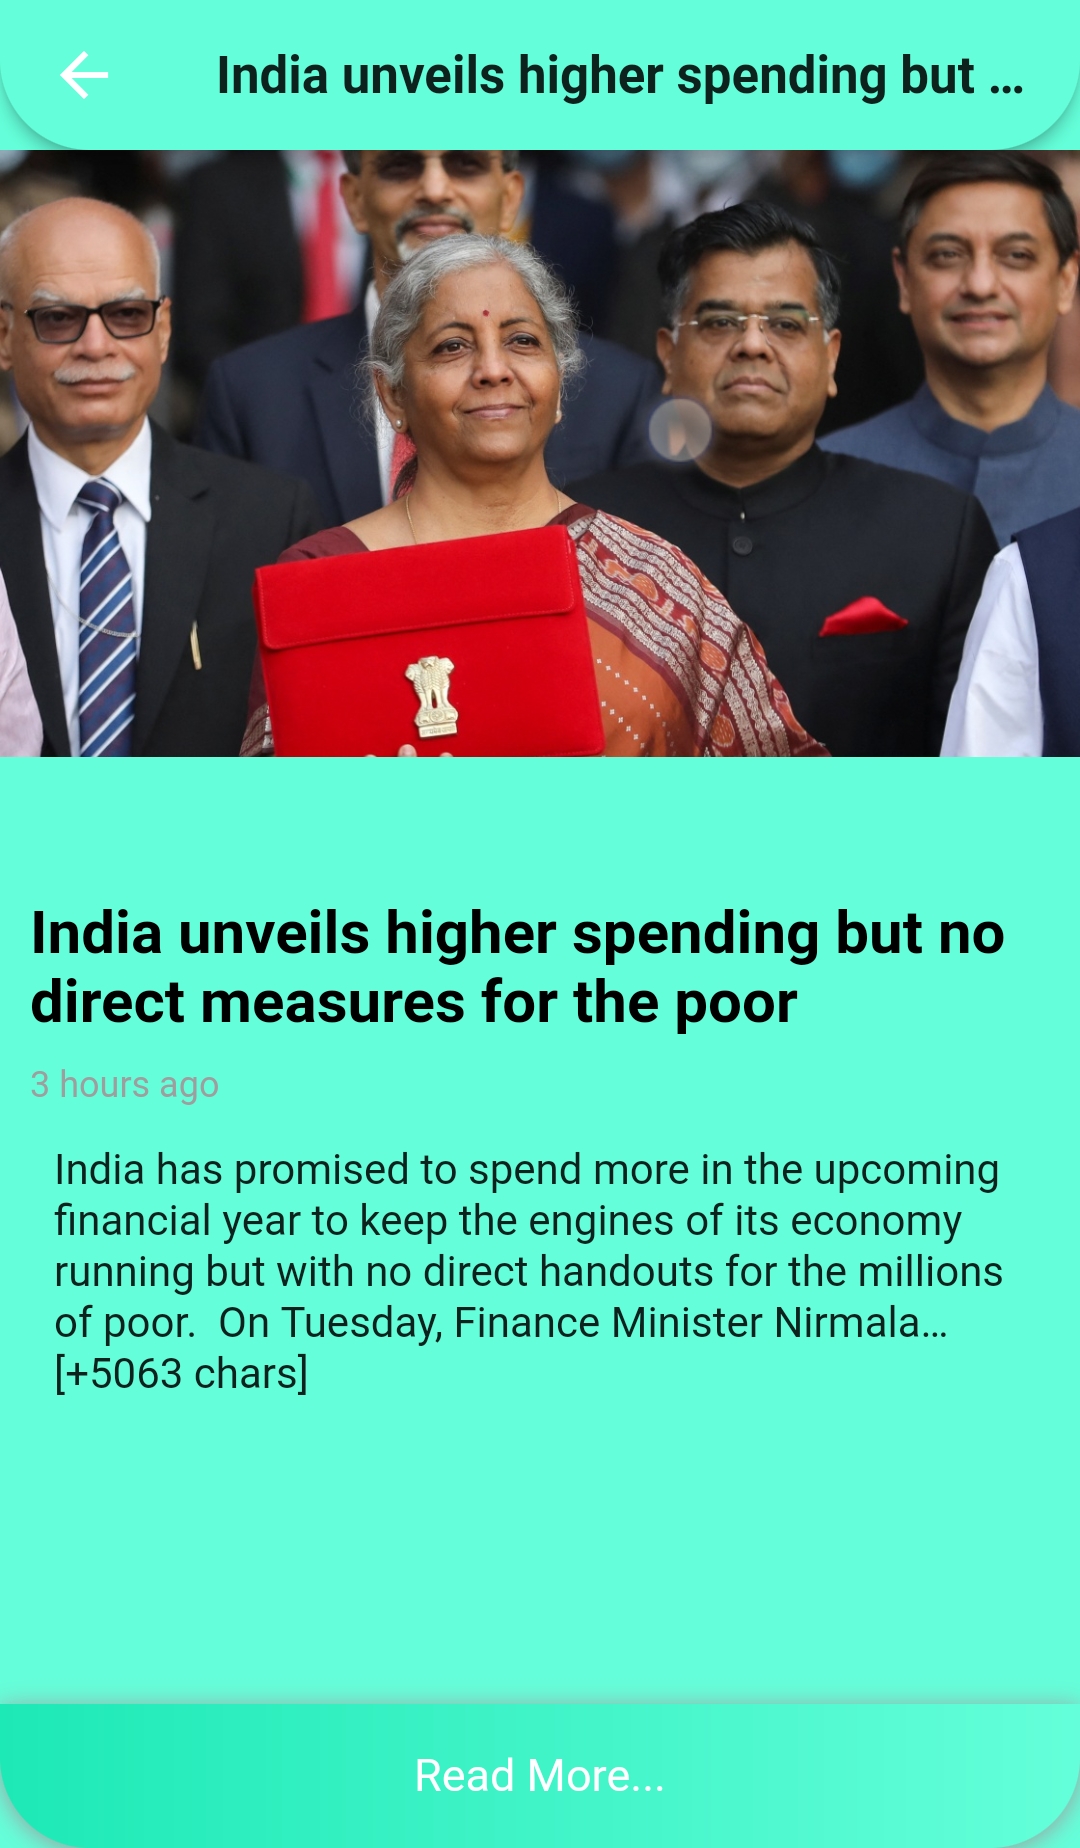 India unveils higher spending but ...
India unveils higher spending but no
direct measures for the poor
3 hours ago
India has promised to spend more in the upcoming
financial year to keep the engines of its economy
running but with no direct handouts for the millions
of poor.  On Tuesday, Finance Minister Nirmala…
[+5063 chars]
Read More...